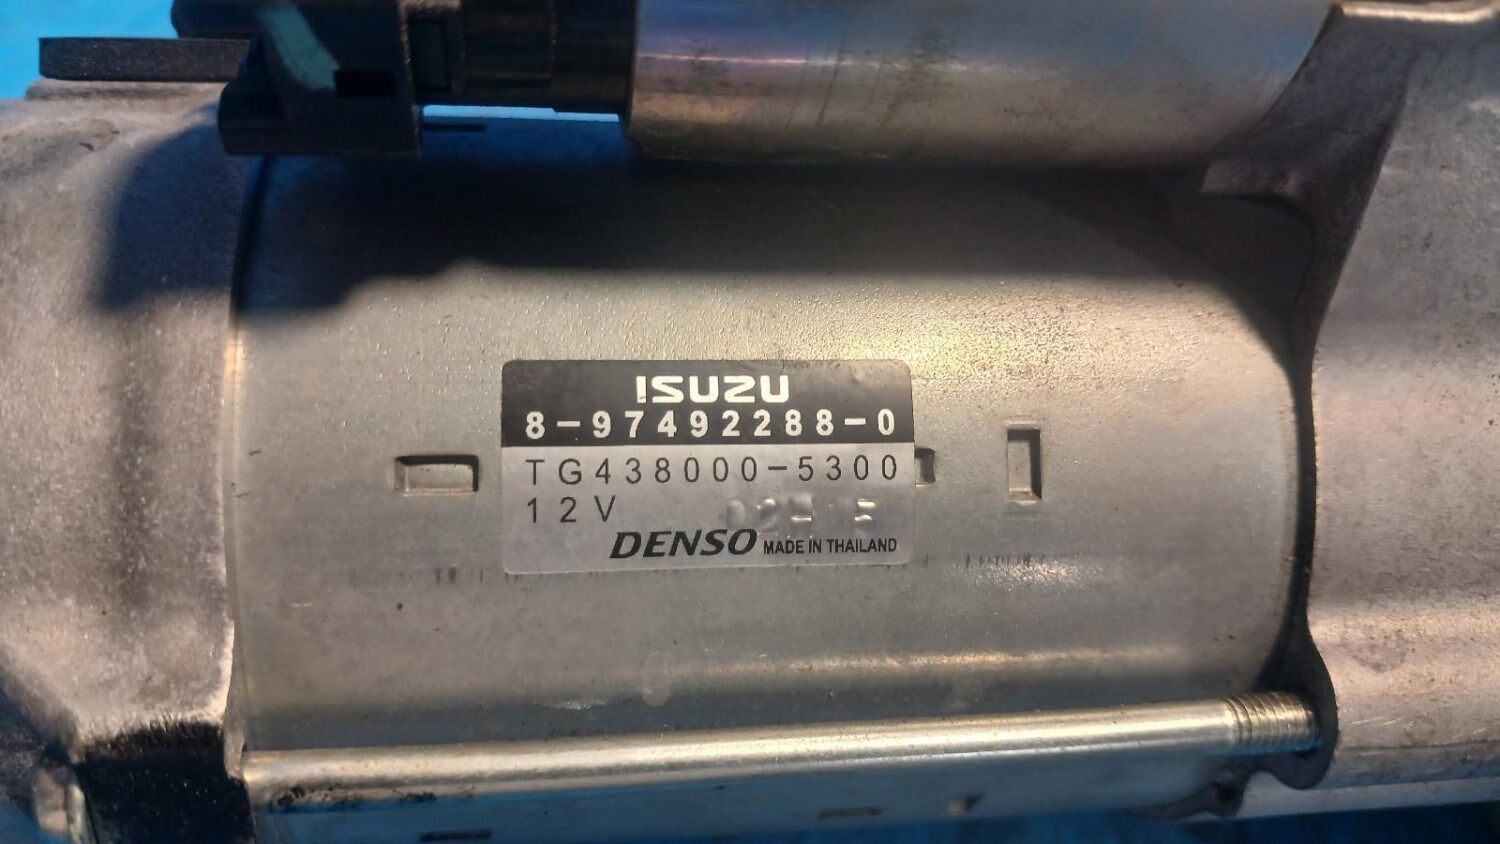 ISUZU
8-97492288-0
TG438000-5300
12V
DENSO MADE IN THAILAND